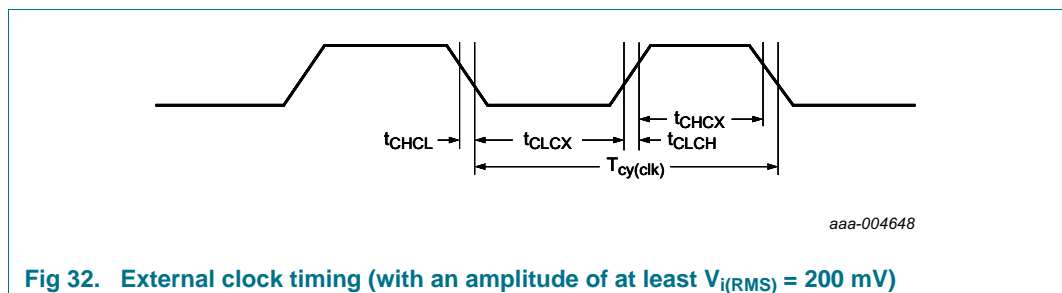 tCHCX
tCHCL tCLCX tCLCH
Tcy(clk)
aaa-004648
Fig 32. External clock timing (with an amplitude of at least Vi(RMS) = 200 mV)